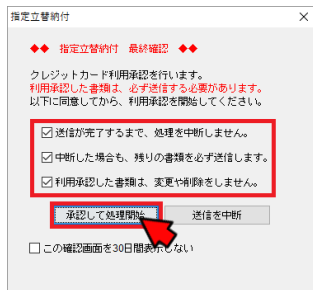 指定立替納付
◆◆ 指定立替納付 最終確認 ◆◆
クレジットカード利用承認を行います。
利用承認した書類は、必ず送信する必要があります。
以下に同意してから、利用承認を開始してください。
送信が完了するまで、処理を中断しません。
中断した場合も、残りの書類を必ず送信します。
利用承認した書類は、変更や削除をしません。
承認して処理開始 送信を中断
この確認画面を30日間表示しない